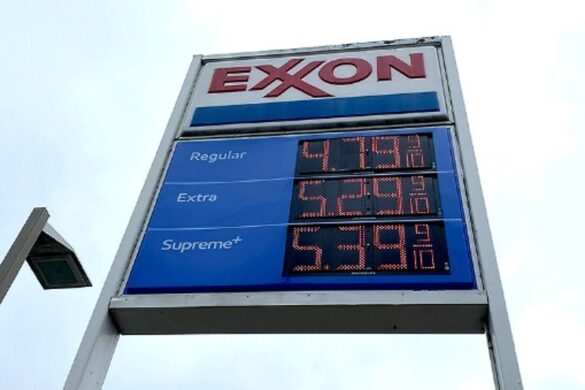 EXXON
Regular 4.79 9/10
Extra 5.29 9/10
Supreme+ 5.39 9/10